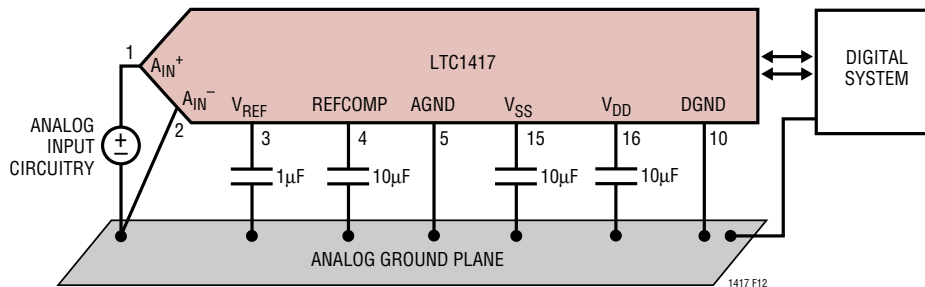 1
A_IN+
A_IN−
2
LTC1417
V_REF
REFCOMP
AGND
V_SS
V_DD
DGND
3
4
5
15
16
10
DIGITAL
SYSTEM
ANALOG
INPUT
CIRCUITRY
+
−
1µF
10µF
10µF
10µF
ANALOG GROUND PLANE
1417 F12